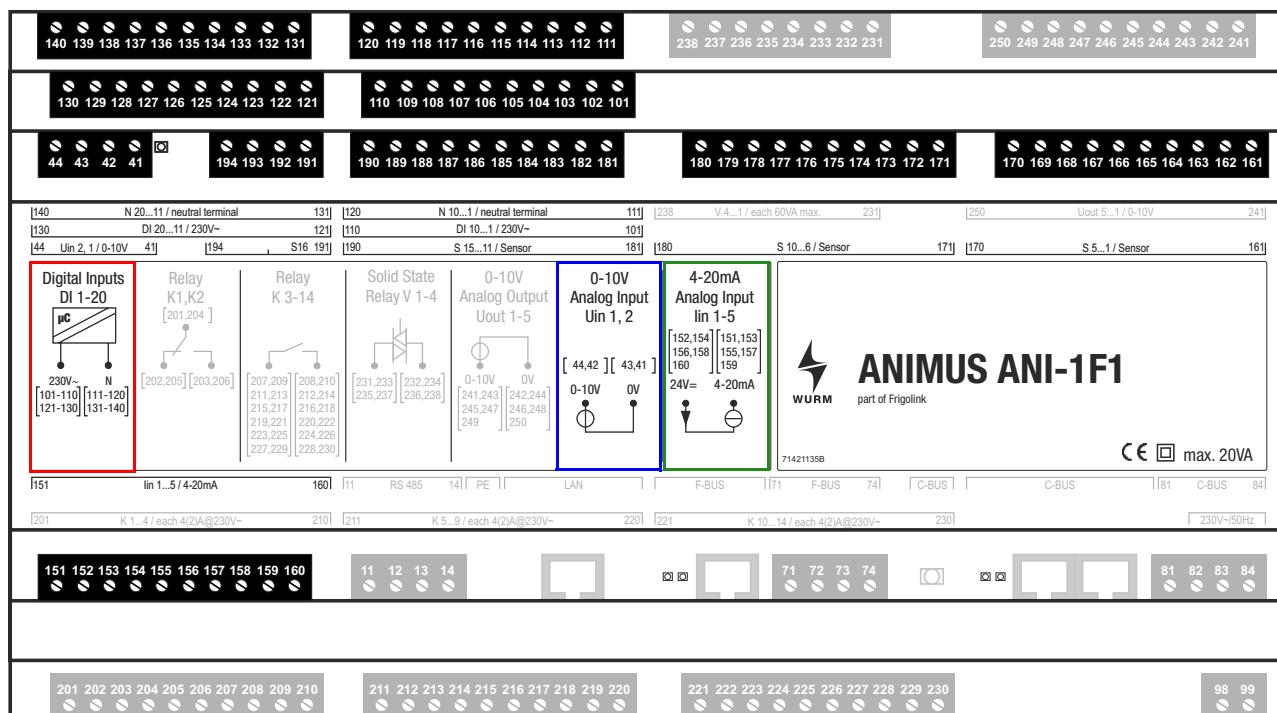 140 139 138 137 136 135 134 133 132 131
120 119 118 117 116 115 114 113 112 111
238 237 236 235 234 233 232 231
250 249 248 247 246 245 244 243 242 241
130 129 128 127 126 125 124 123 122 121
110 109 108 107 106 105 104 103 102 101
44 43 42 41
194 193 192 191
190 189 188 187 186 185 184 183 182 181
180 179 178 177 176 175 174 173 172 171
170 169 168 167 166 165 164 163 162 161
140 N 20...11 / neutral terminal 131
120 N 10...1 / neutral terminal 111
238 V 4...1 / each 60VA max. 231
250 Uout 5...1 / 0-10V 241
130 DI 20...11 / 230V~ 121
110 DI 10...1 / 230V~ 101
44 Uin 2, 1 / 0-10V 41
194 S16 191
190 S 15...11 / Sensor 181
180 S 10...6 / Sensor 171
170 S 5...1 / Sensor 161
Digital Inputs
DI 1-20
µC
230V~ N
[101-110] [111-120]
[121-130] [131-140]
Relay
K1,K2
[201,204]
[202,205] [203,206]
Relay
K 3-14
[207,209] [208,210]
[211,213] [212,214]
[215,217] [216,218]
[219,221] [220,222]
[223,225] [224,226]
[227,229] [228,230]
Solid State
Relay V 1-4
[231,233] [232,234]
[235,237] [236,238]
0-10V
Analog Output
Uout 1-5
0-10V 0V
[241,243] [242,244]
[245,247] [246,248]
[249] [250]
0-10V
Analog Input
Uin 1, 2
[44,42] [43,41]
0-10V 0V
4-20mA
Analog Input
Iin 1-5
[152,154] [151,153]
[156,158] [155,157]
[160] [159]
24V= 4-20mA
WURM
ANIMUS ANI-1F1
part of Frigolink
71421135B
CE max. 20VA
151 Iin 1...5 / 4-20mA 160
11 RS 485 14
PE
LAN
F-BUS
71 F-BUS 74
C-BUS
C-BUS
81 C-BUS 84
201 K 1...4 / each 4(2)A@230V~ 210
211 K 5...9 / each 4(2)A@230V~ 220
221 K 10...14 / each 4(2)A@230V~ 230
230V~/50Hz
151 152 153 154 155 156 157 158 159 160
11 12 13 14
71 72 73 74
81 82 83 84
201 202 203 204 205 206 207 208 209 210
211 212 213 214 215 216 217 218 219 220
221 222 223 224 225 226 227 228 229 230
98 99